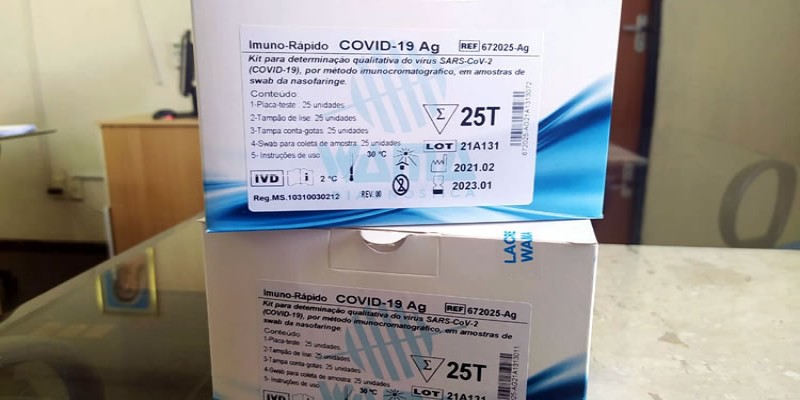 Imuno-Rápido COVID-19 Ag REF 672025-Ag
Kit para determinação qualitativa do vírus SARS-CoV-2
(COVID-19), por método imunocromatográfico, em amostras de
swab da nasofaringe.
Conteúdo:
1-Placa-teste: 25 unidades
2-Tampão de lise: 25 unidades
3-Tampa conta-gotas: 25 unidades
4-Swab para coleta de amostra: 25 unidades
5- Instruções de uso
Σ 25T
LOT 21A131
2021.02
2023.01
30 °C
2 °C
IVD
REV. 00
Reg.MS.10310030212
WAMA
DIAGNÓSTICA
LACRE
WAMA
Imuno-Rápido COVID-19 Ag REF 672025-Ag
Kit para determinação qualitativa do vírus SARS-CoV-2
(COVID-19), por método imunocromatográfico, em amostras de
swab da nasofaringe.
Conteúdo:
1-Placa-teste: 25 unidades
2-Tampão de lise: 25 unidades
3-Tampa conta-gotas: 25 unidades
4-Swab para coleta de amostra: 25 unidades
5- Instruções de uso
Σ 25T
LOT 21A131
30 °C
IVD